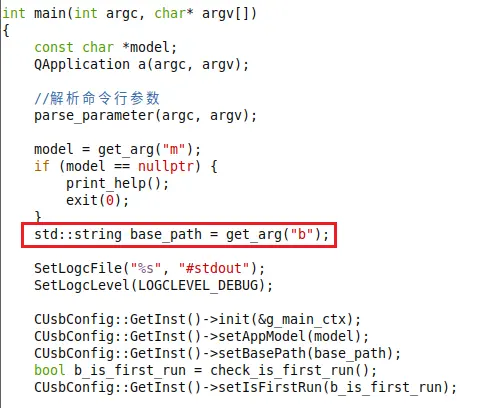 int main(int argc, char* argv[])
{
    const char *model;
    QApplication a(argc, argv);

    //解析命令行参数
    parse_parameter(argc, argv);

    model = get_arg("m");
    if (model == nullptr) {
        print_help();
        exit(0);
    }
    std::string base_path = get_arg("b");

    SetLogcFile("%s", "#stdout");
    SetLogcLevel(LOGCLEVEL_DEBUG);

    CUsbConfig::GetInst()->init(&g_main_ctx);
    CUsbConfig::GetInst()->setAppModel(model);
    CUsbConfig::GetInst()->setBasePath(base_path);
    bool b_is_first_run = check_is_first_run();
    CUsbConfig::GetInst()->setIsFirstRun(b_is_first_run);